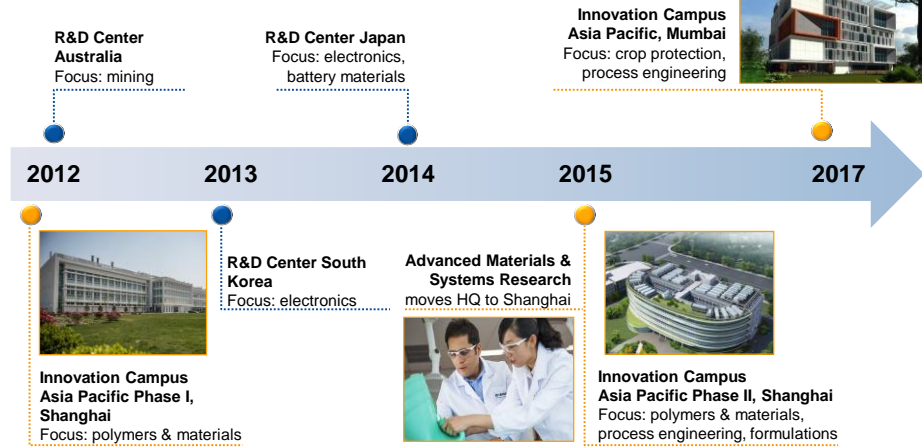 R&D Center
Australia
Focus: mining
R&D Center Japan
Focus: electronics,
battery materials
Innovation Campus
Asia Pacific, Mumbai
Focus: crop protection,
process engineering
2012
2013
2014
2015
2017
R&D Center South
Korea
Focus: electronics
Advanced Materials &
Systems Research
moves HQ to Shanghai
Innovation Campus
Asia Pacific Phase I,
Shanghai
Focus: polymers & materials
Innovation Campus
Asia Pacific Phase II, Shanghai
Focus: polymers & materials,
process engineering, formulations